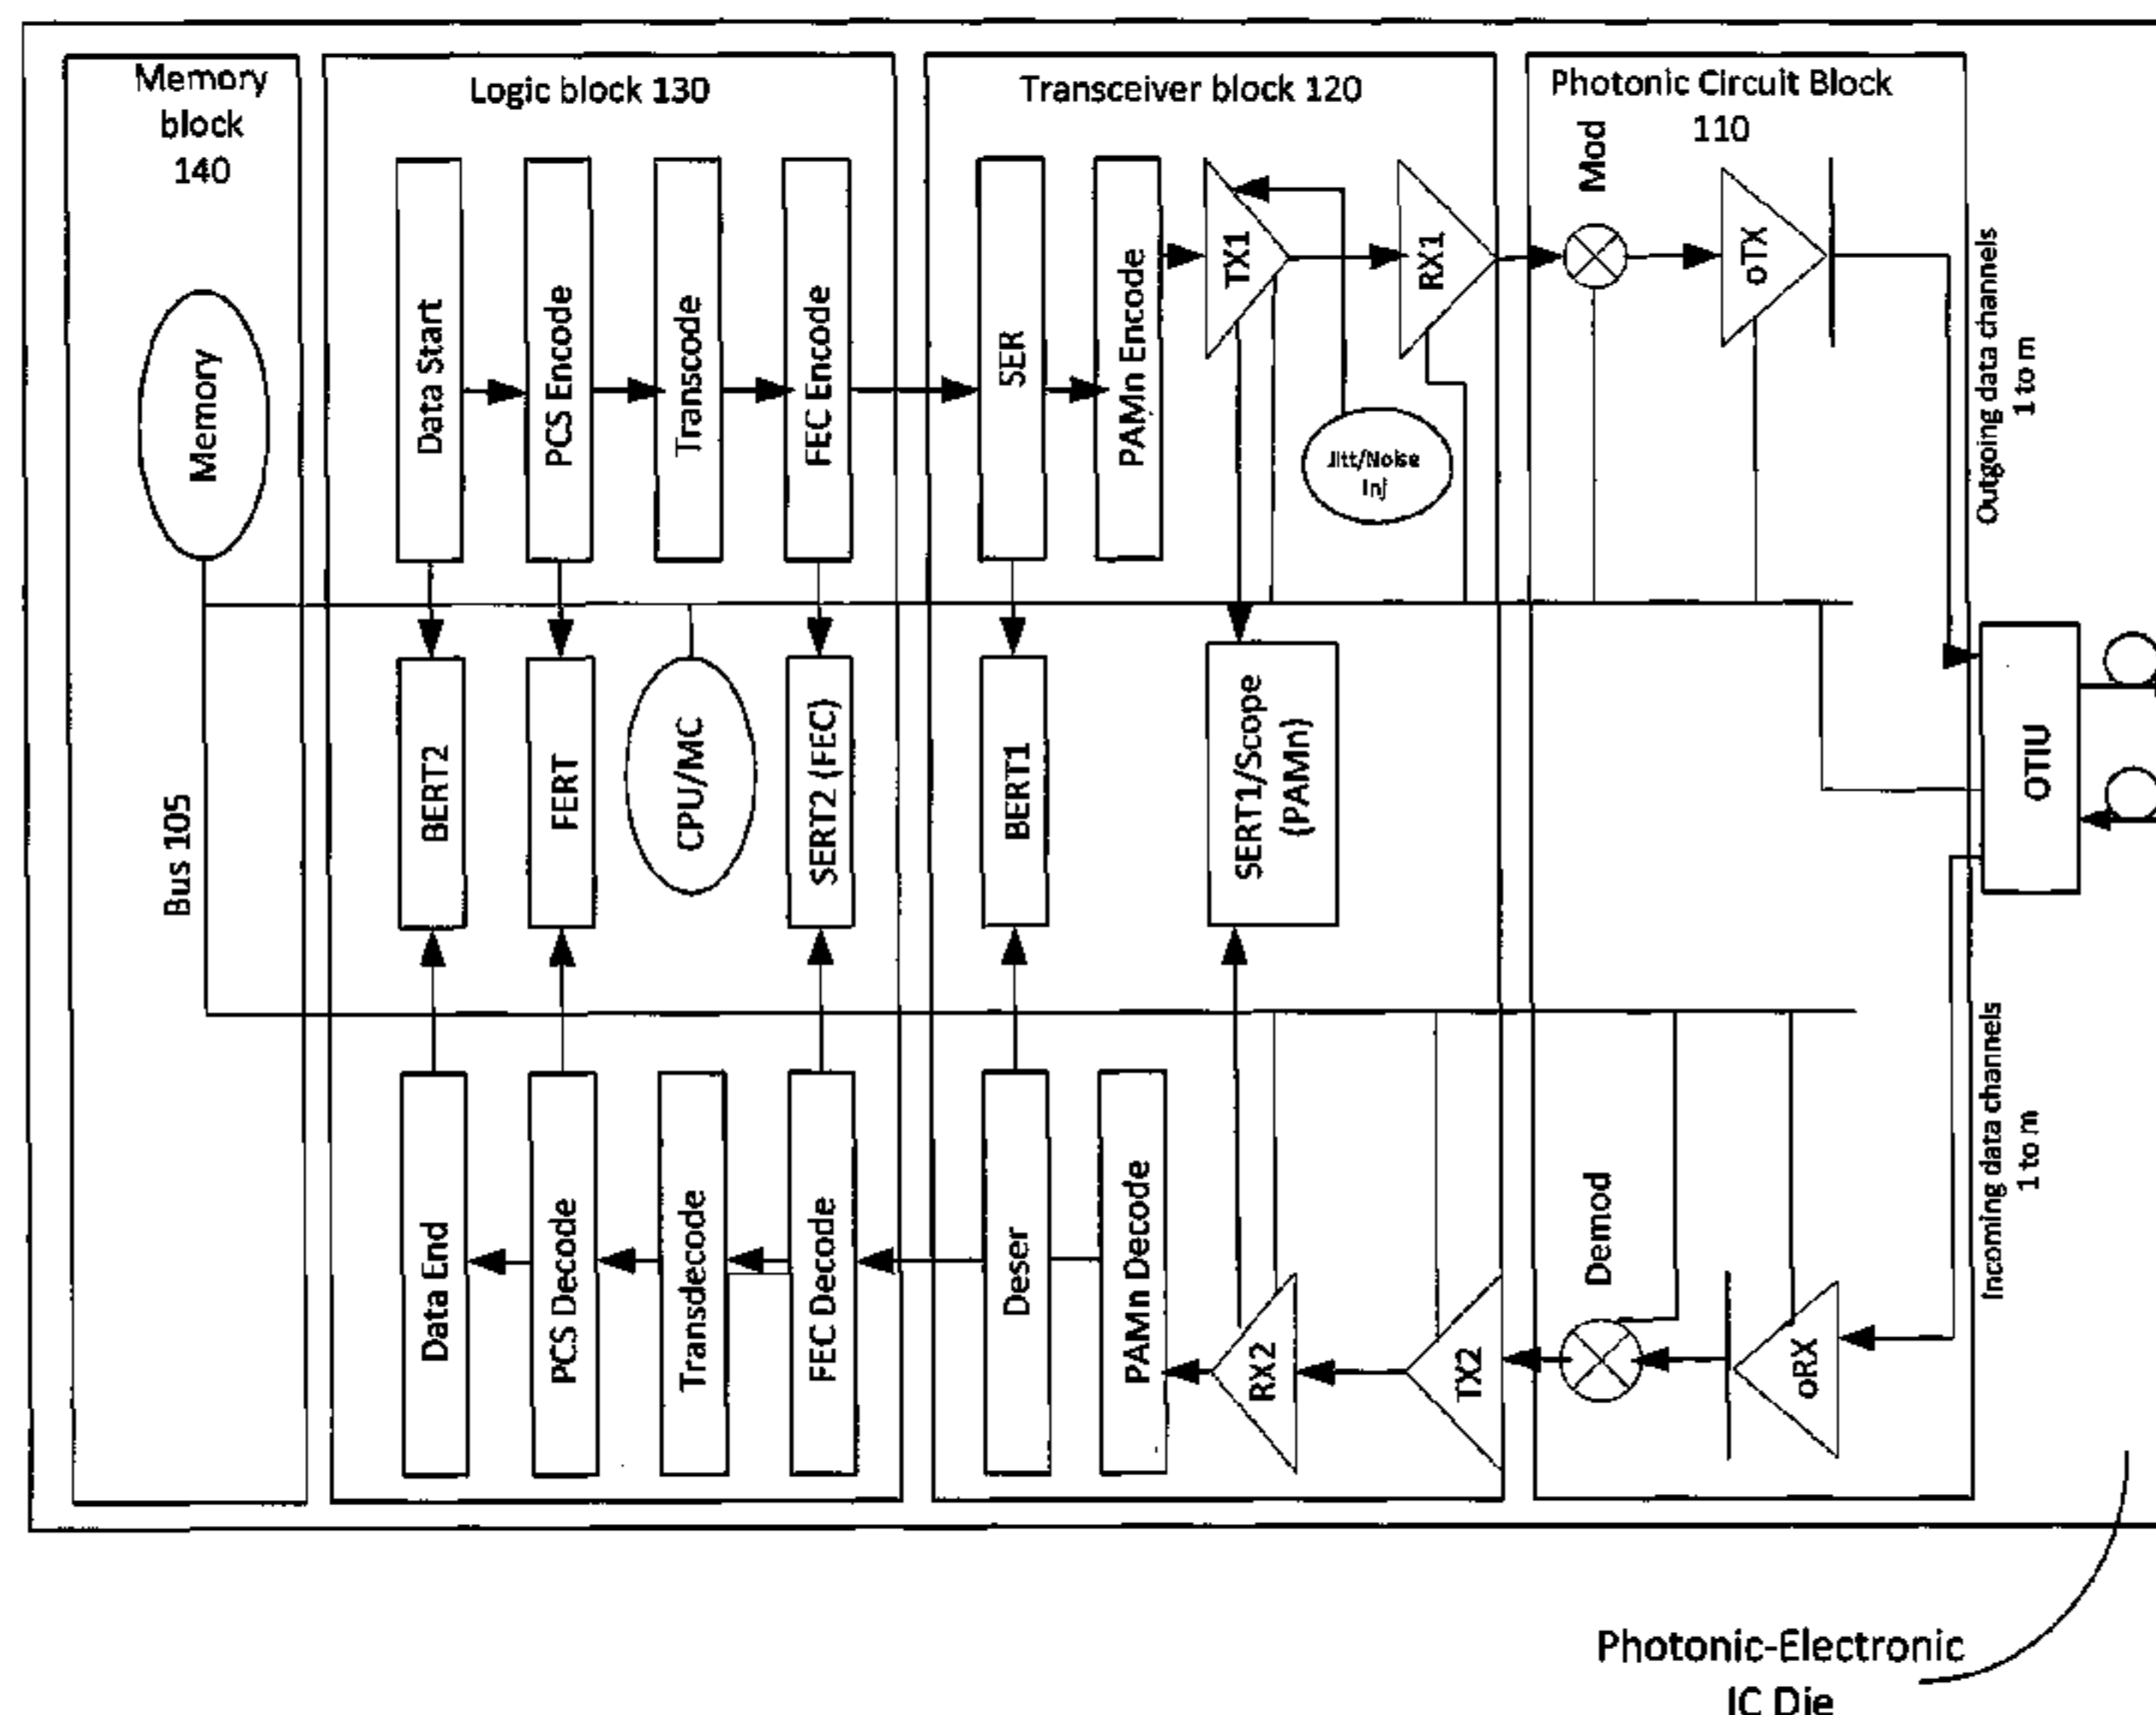 Memory
block
140
Logic block 130
Transceiver block 120
Photonic Circuit Block
110
Memory
Data Start
PCS Encode
Transcode
FEC Encode
SER
PAMn Encode
TX1
RX1
Mod
oTX
Jitt/Noise
Inj
Outgoing data channels
1 to m
Bus 105
BERT2
FERT
CPU/MC
SERT2 (FEC)
BERT1
SERT1/Scope
(PAMn)
OTIU
Data End
PCS Decode
Transdecode
FEC Decode
Deser
PAMn Decode
RX2
TX2
Demod
oRX
Incoming data channels
1 to m
Photonic-Electronic
IC Die